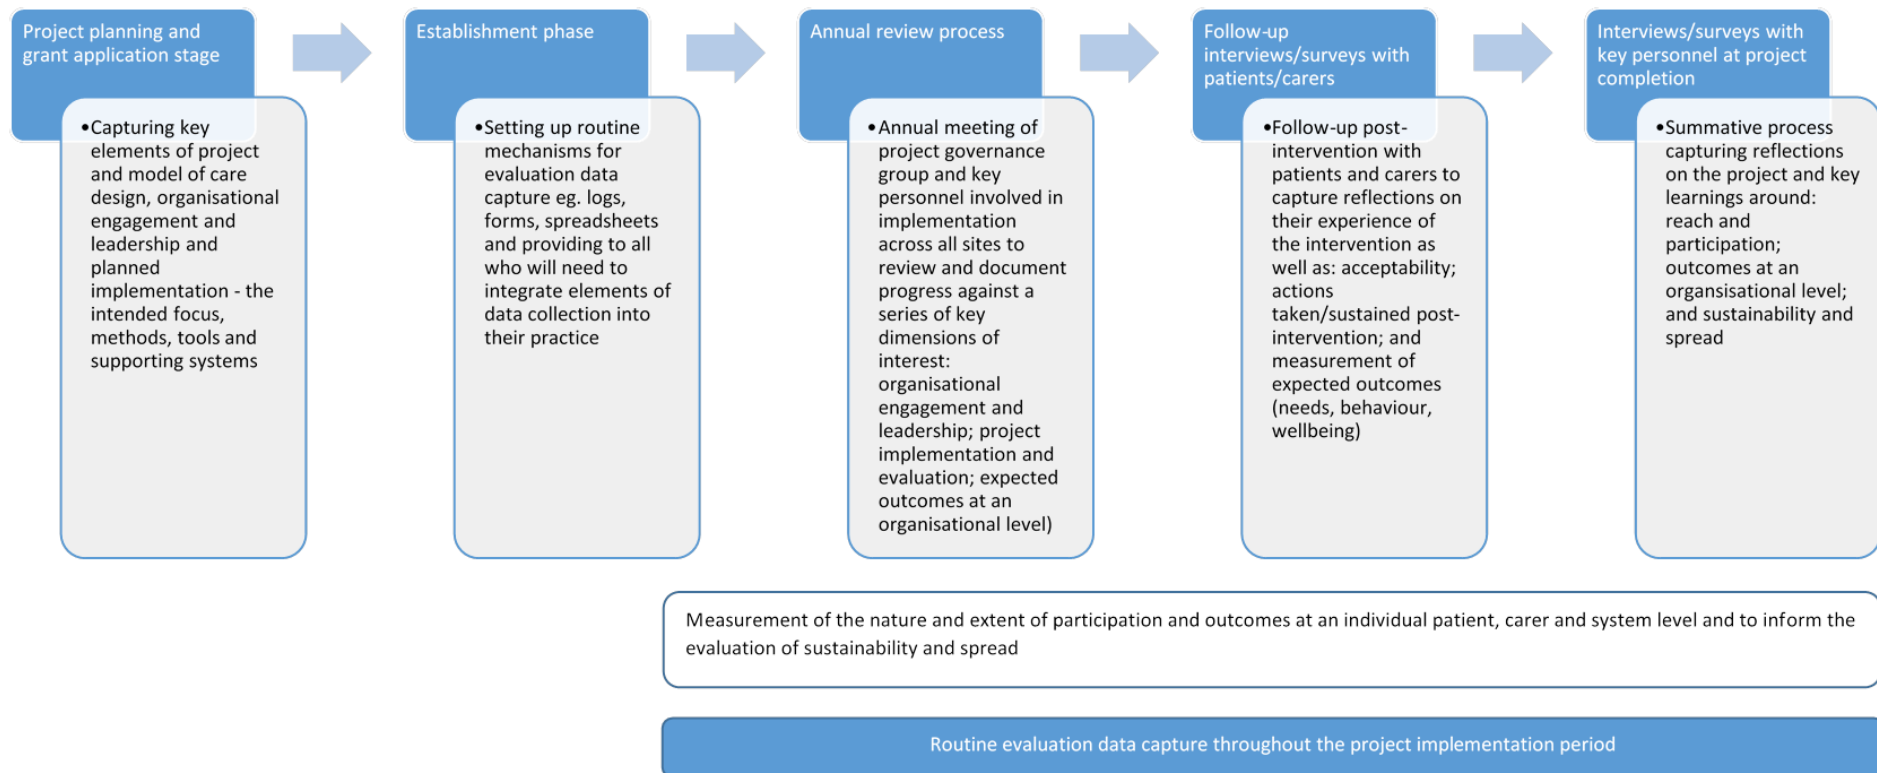 Project planning and
grant application stage
•Capturing key
elements of project
and model of care
design, organisational
engagement and
leadership and
planned
implementation - the
intended focus,
methods, tools and
supporting systems
Establishment phase
•Setting up routine
mechanisms for
evaluation data
capture eg. logs,
forms, spreadsheets
and providing to all
who will need to
integrate elements of
data collection into
their practice
Annual review process
•Annual meeting of
project governance
group and key
personnel involved in
implementation
across all sites to
review and document
progress against a
series of key
dimensions of
interest:
organisational
engagement and
leadership; project
implementation and
evaluation; expected
outcomes at an
organisational level)
Follow-up
interviews/surveys with
patients/carers
•Follow-up post-
intervention with
patients and carers to
capture reflections on
their experience of
the intervention as
well as: acceptability;
actions
taken/sustained post-
intervention; and
measurement of
expected outcomes
(needs, behaviour,
wellbeing)
Interviews/surveys with
key personnel at project
completion
•Summative process
capturing reflections
on the project and key
learnings around:
reach and
participation;
outcomes at an
organsisational level;
and sustainability and
spread
Measurement of the nature and extent of participation and outcomes at an individual patient, carer and system level and to inform the
evaluation of sustainability and spread
Routine evaluation data capture throughout the project implementation period